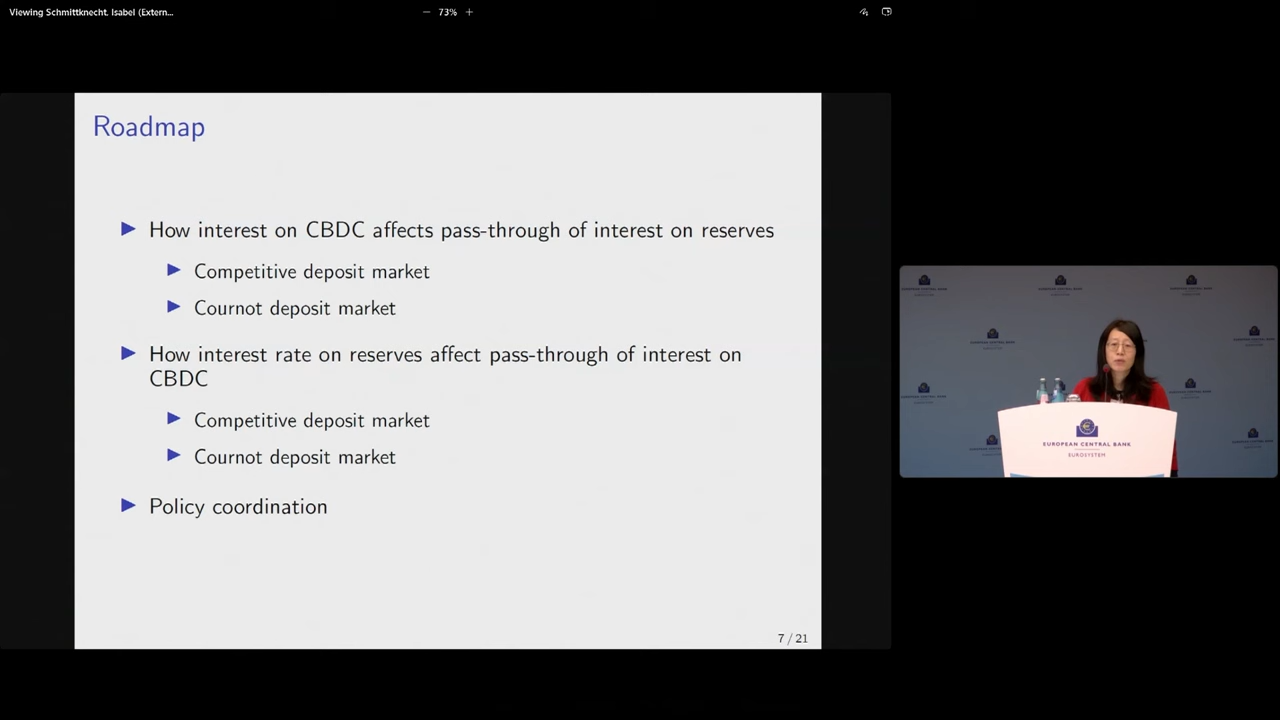 Viewing Schmittknecht, Isabel (Extern...
73%
Roadmap
How interest on CBDC affects pass-through of interest on reserves
Competitive deposit market
Cournot deposit market
How interest rate on reserves affect pass-through of interest on
CBDC
Competitive deposit market
Cournot deposit market
Policy coordination
7 / 21
EUROPEAN CENTRAL BANK
EUROSYSTEM